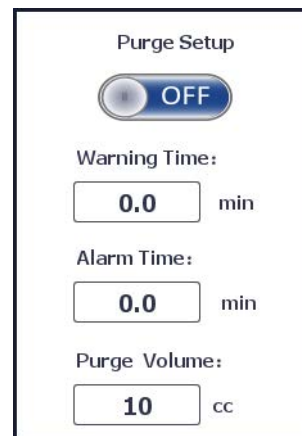 Purge Setup
OFF
Warning Time:
0.0 min
Alarm Time:
0.0 min
Purge Volume:
10 cc